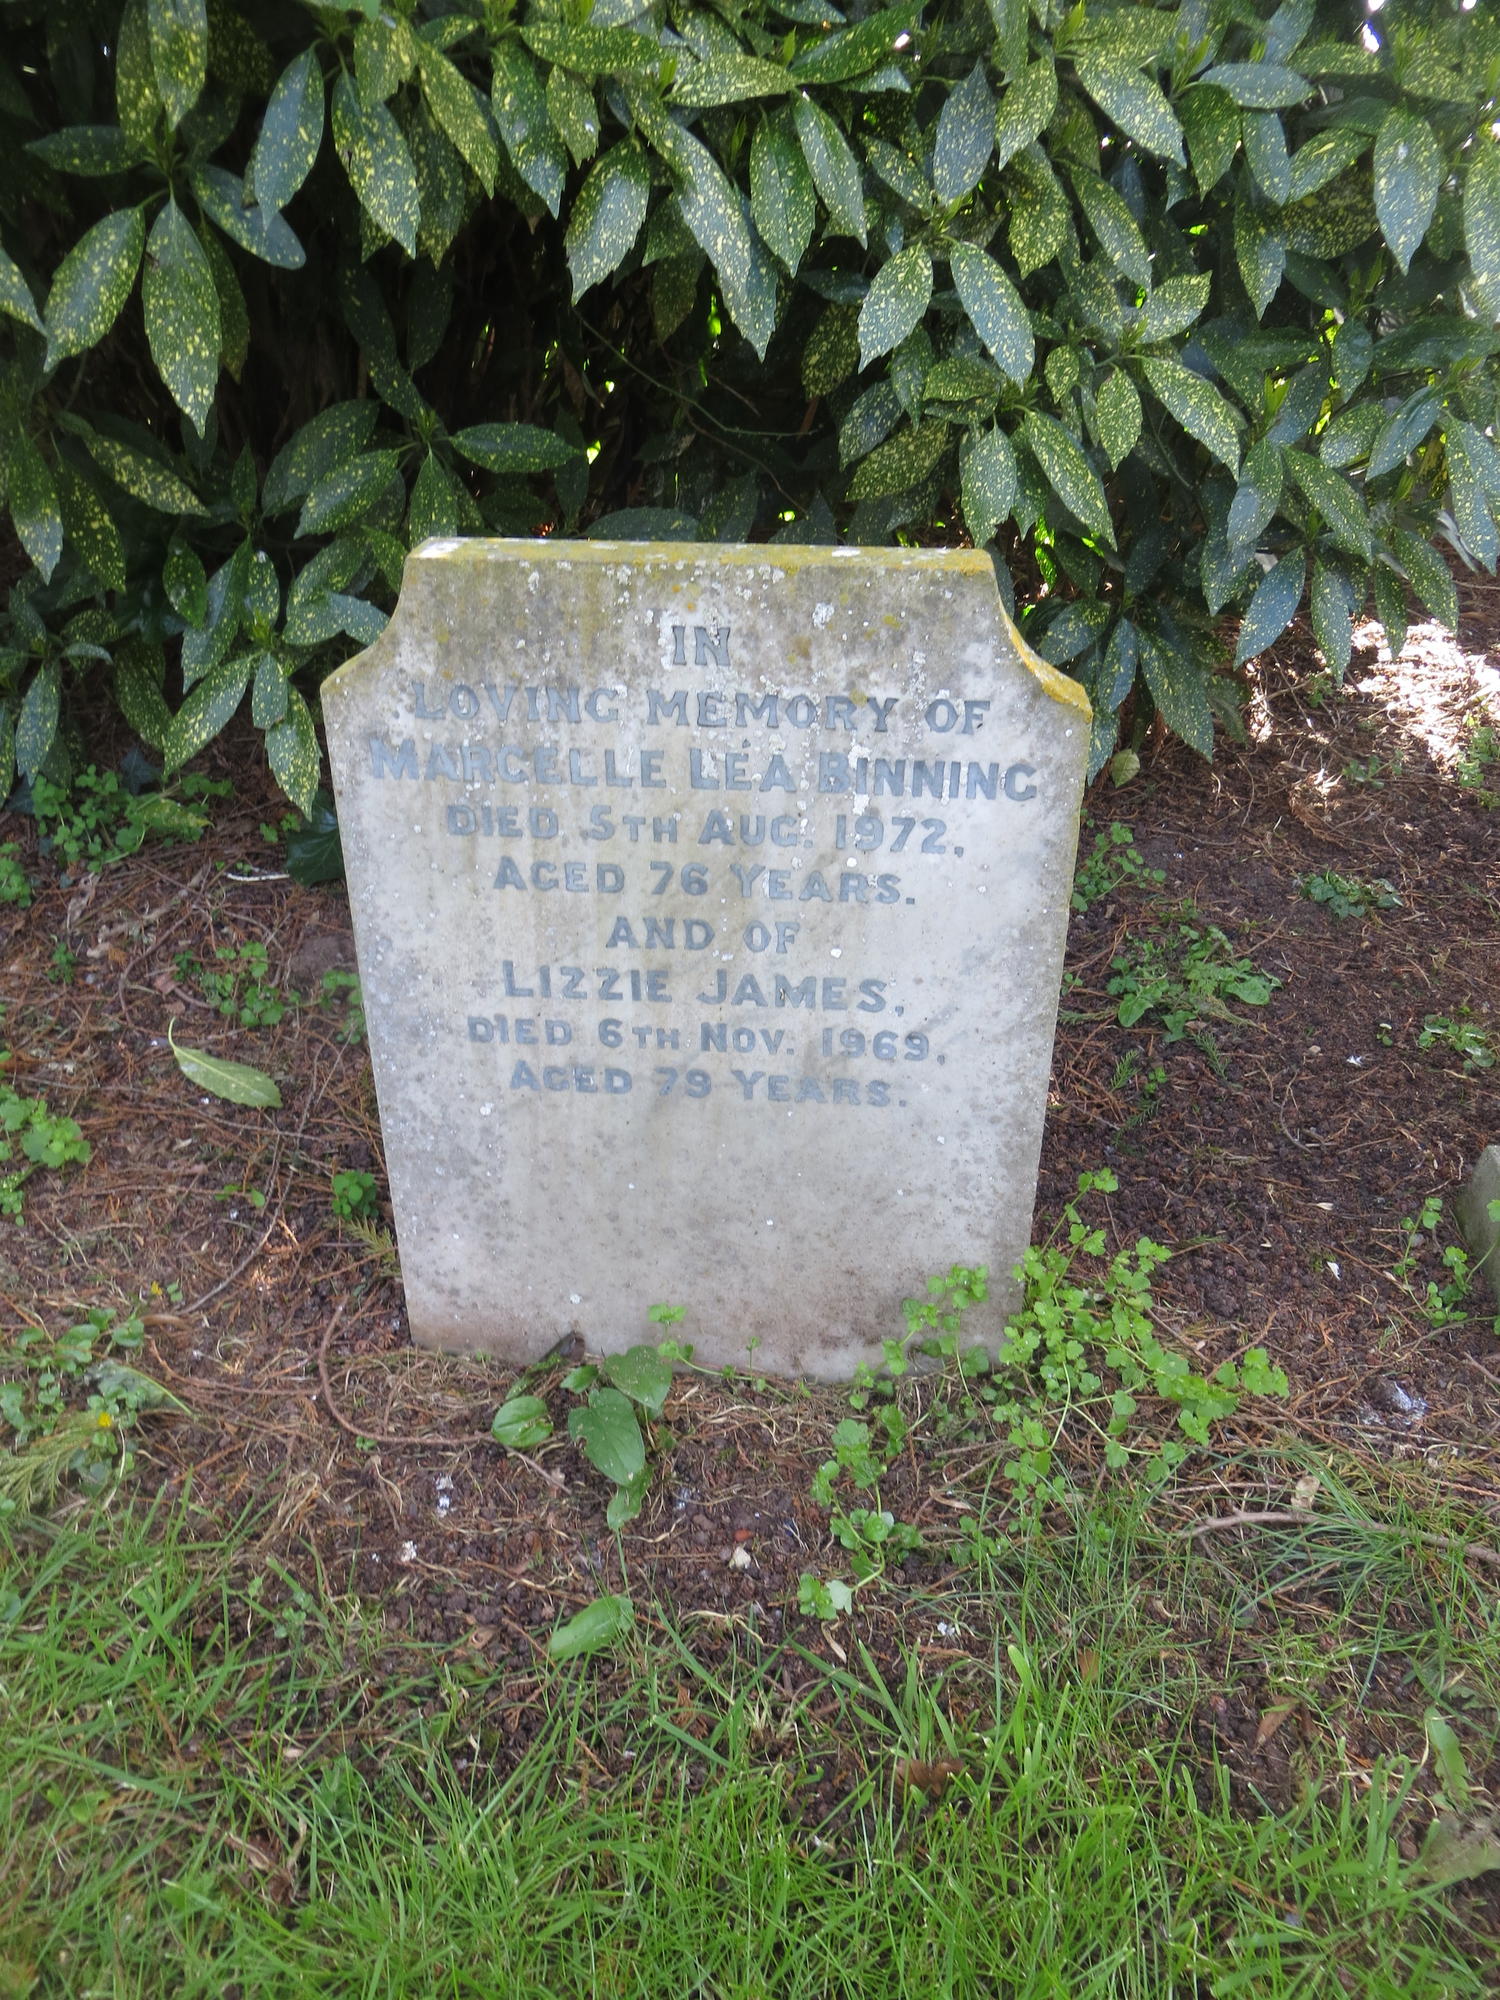 IN
LOVING MEMORY OF
MARCELLE LÉA BINNING
DIED 5TH AUG. 1972,
AGED 76 YEARS.
AND OF
LIZZIE JAMES,
DIED 6TH NOV. 1969,
AGED 79 YEARS.